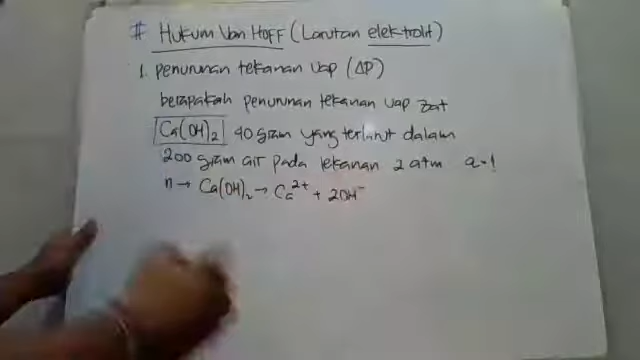 # Hukum Van Hoff (Larutan elektrolit)
1. penurunan tekanan uap (ΔP)
berapakah penurunan tekanan uap zat
Ca(OH)₂ 40 gram yang terlarut dalam
200 gram air pada tekanan 2 atm α=1
n → Ca(OH)₂ → Ca²⁺ + 2OH⁻